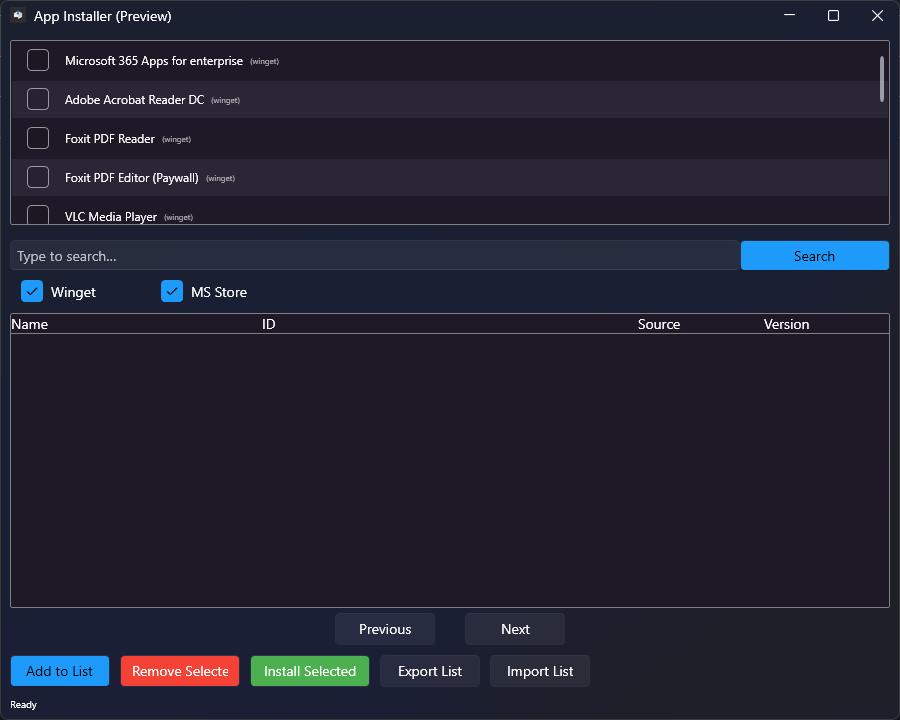 App Installer (Preview)
Microsoft 365 Apps for enterprise (winget)
Adobe Acrobat Reader DC (winget)
Foxit PDF Reader (winget)
Foxit PDF Editor (Paywall) (winget)
VLC Media Player (winget)
Type to search... Search
Winget MS Store
Name ID Source Version
Previous Next
Add to List Remove Selecte Install Selected Export List Import List
Ready